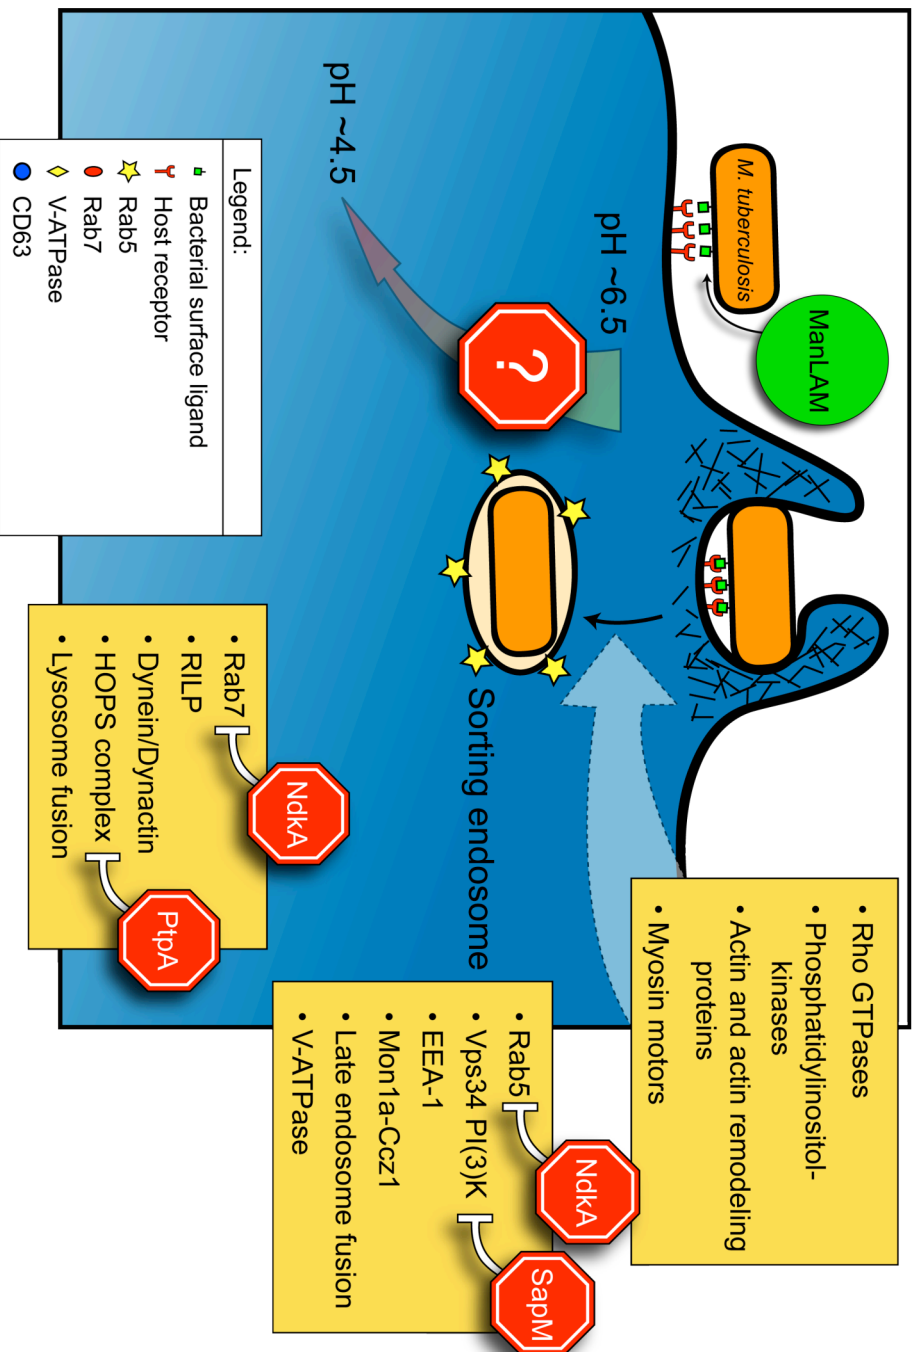 M. tuberculosis
ManLAM
pH ~6.5
pH ~4.5
?
Sorting endosome
• Rho GTPases
• Phosphatidylinositol-
kinases
• Actin and actin remodeling
proteins
• Myosin motors
• Rab5
• Vps34 PI(3)K
• EEA-1
• Mon1a-Ccz1
• Late endosome fusion
• V-ATPase
NdkA
SapM
• Rab7
• RILP
• Dynein/Dynactin
• HOPS complex
• Lysosome fusion
NdkA
PtpA
Legend:
Bacterial surface ligand
Host receptor
Rab5
Rab7
V-ATPase
CD63